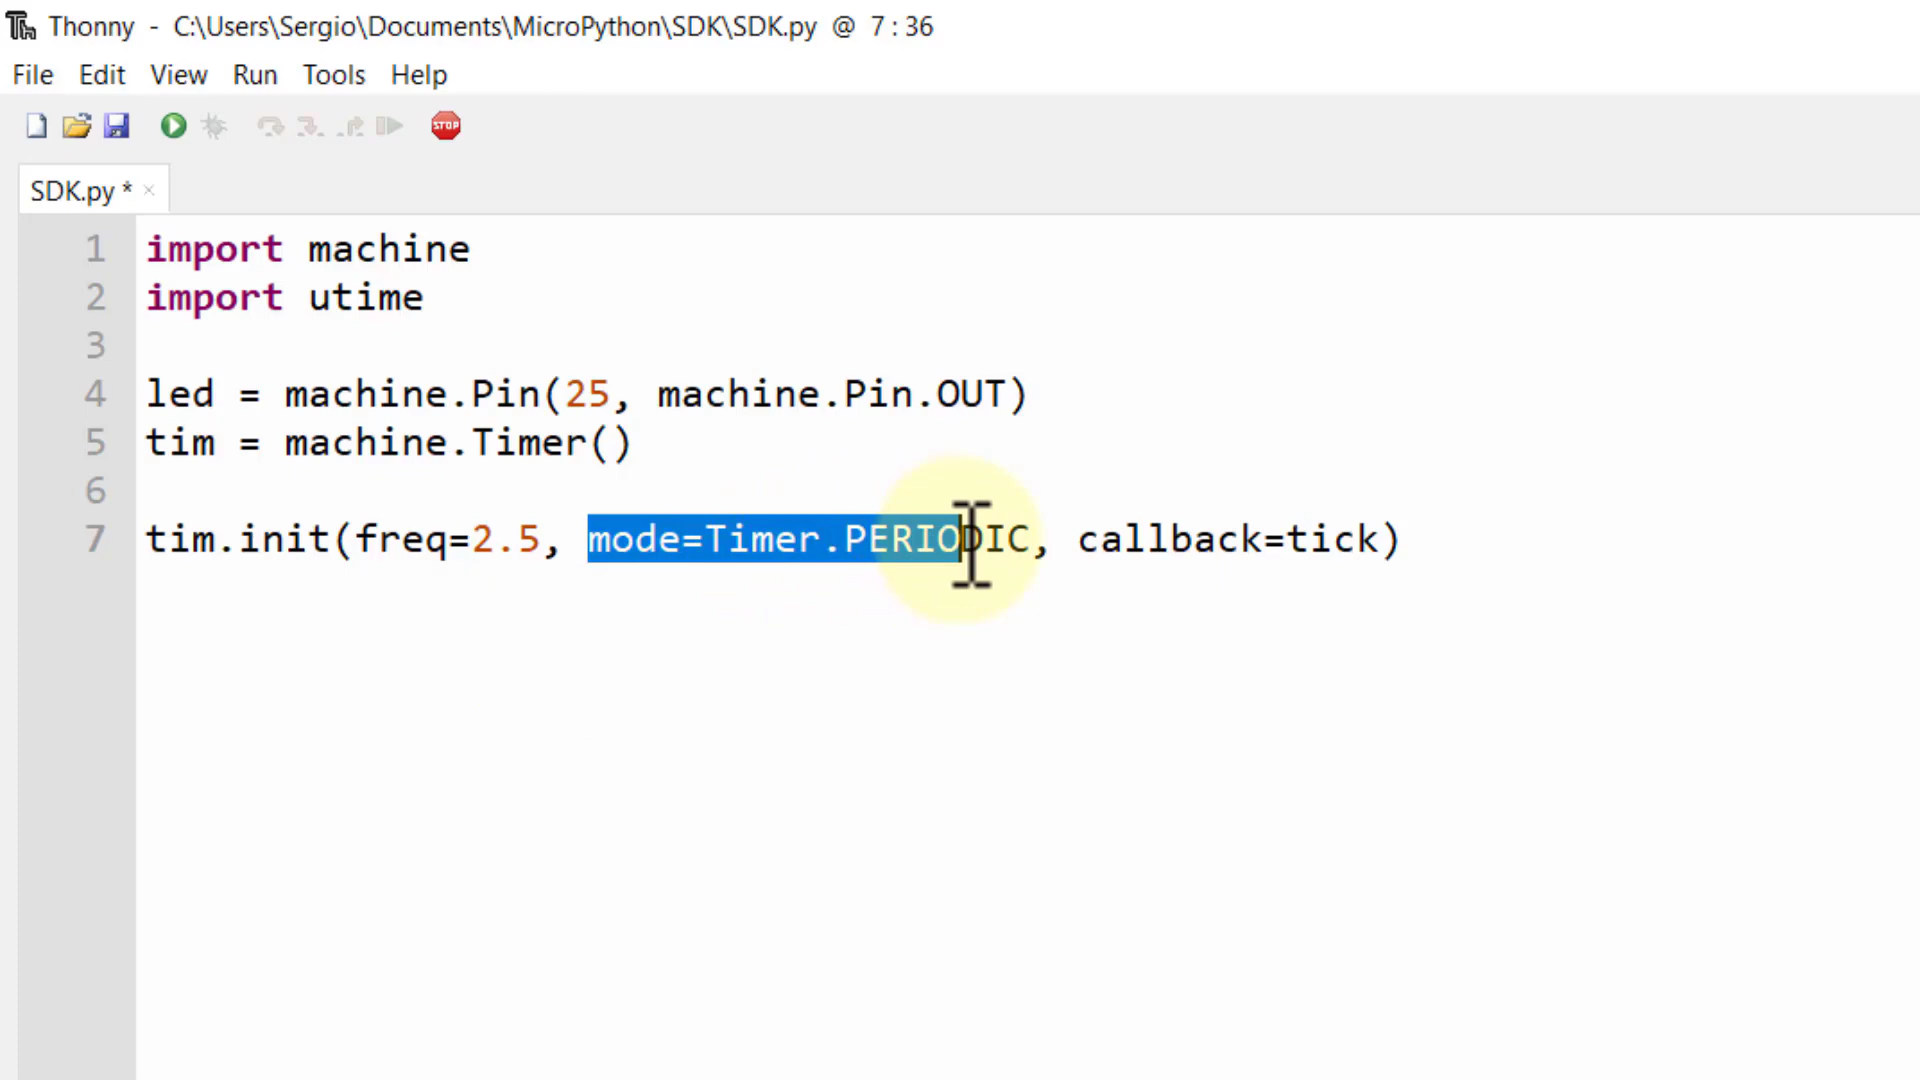 Thonny - C:\Users\Sergio\Documents\MicroPython\SDK\SDK.py @ 7 : 36
File Edit View Run Tools Help
STOP
SDK.py * ×
1 import machine
2 import utime
3
4 led = machine.Pin(25, machine.Pin.OUT)
5 tim = machine.Timer()
6
7 tim.init(freq=2.5, mode=Timer.PERIODIC, callback=tick)